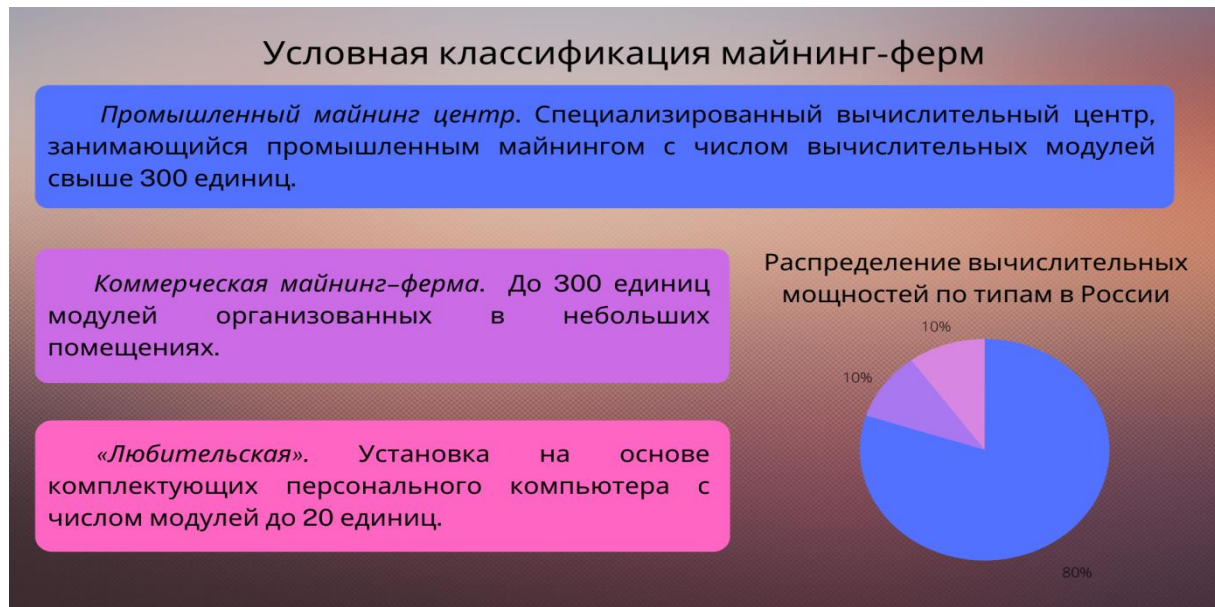 Условная классификация майнинг-ферм
Промышленный майнинг центр. Специализированный вычислительный центр,
занимающийся промышленным майнингом с числом вычислительных модулей
свыше 300 единиц.
Коммерческая майнинг–ферма. До 300 единиц
модулей организованных в небольших
помещениях.
«Любительская». Установка на основе
комплектующих персонального компьютера с
числом модулей до 20 единиц.
Распределение вычислительных
мощностей по типам в России
10%
10%
80%